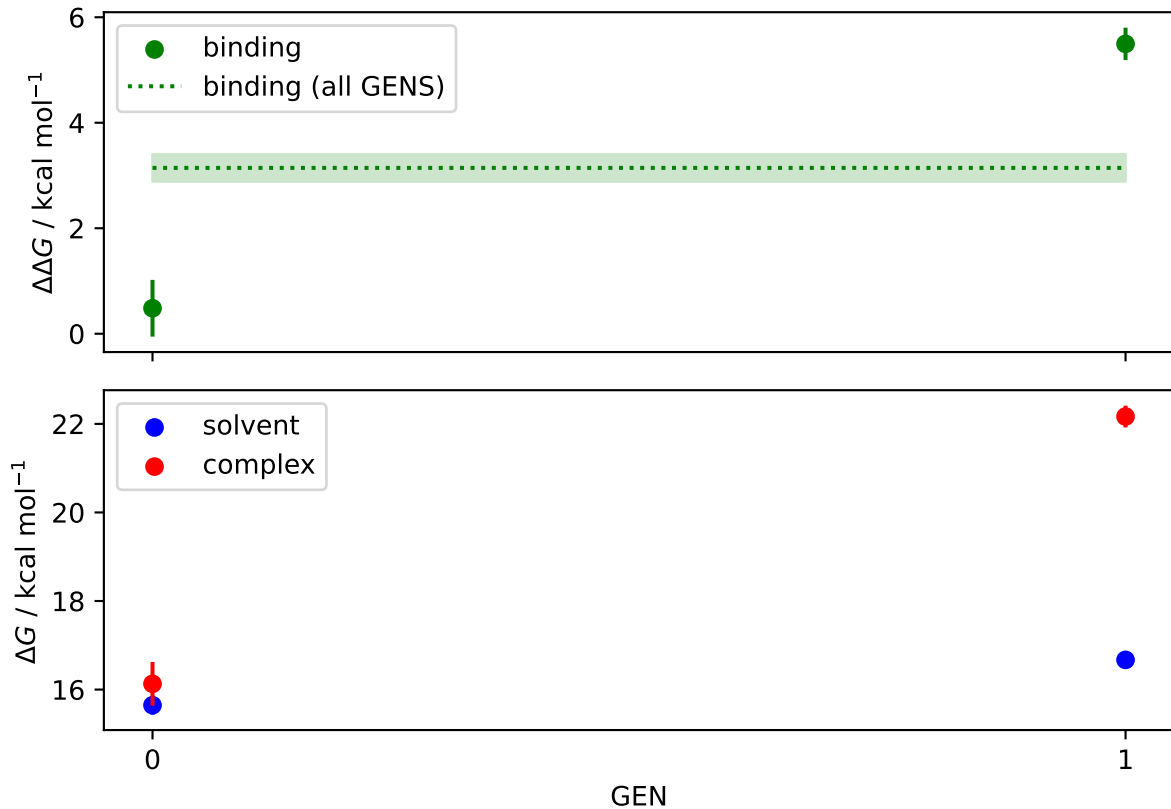 6
4
2
0
ΔΔG / kcal mol⁻¹
binding
binding (all GENS)
22
20
18
16
ΔG / kcal mol⁻¹
solvent
complex
0
1
GEN